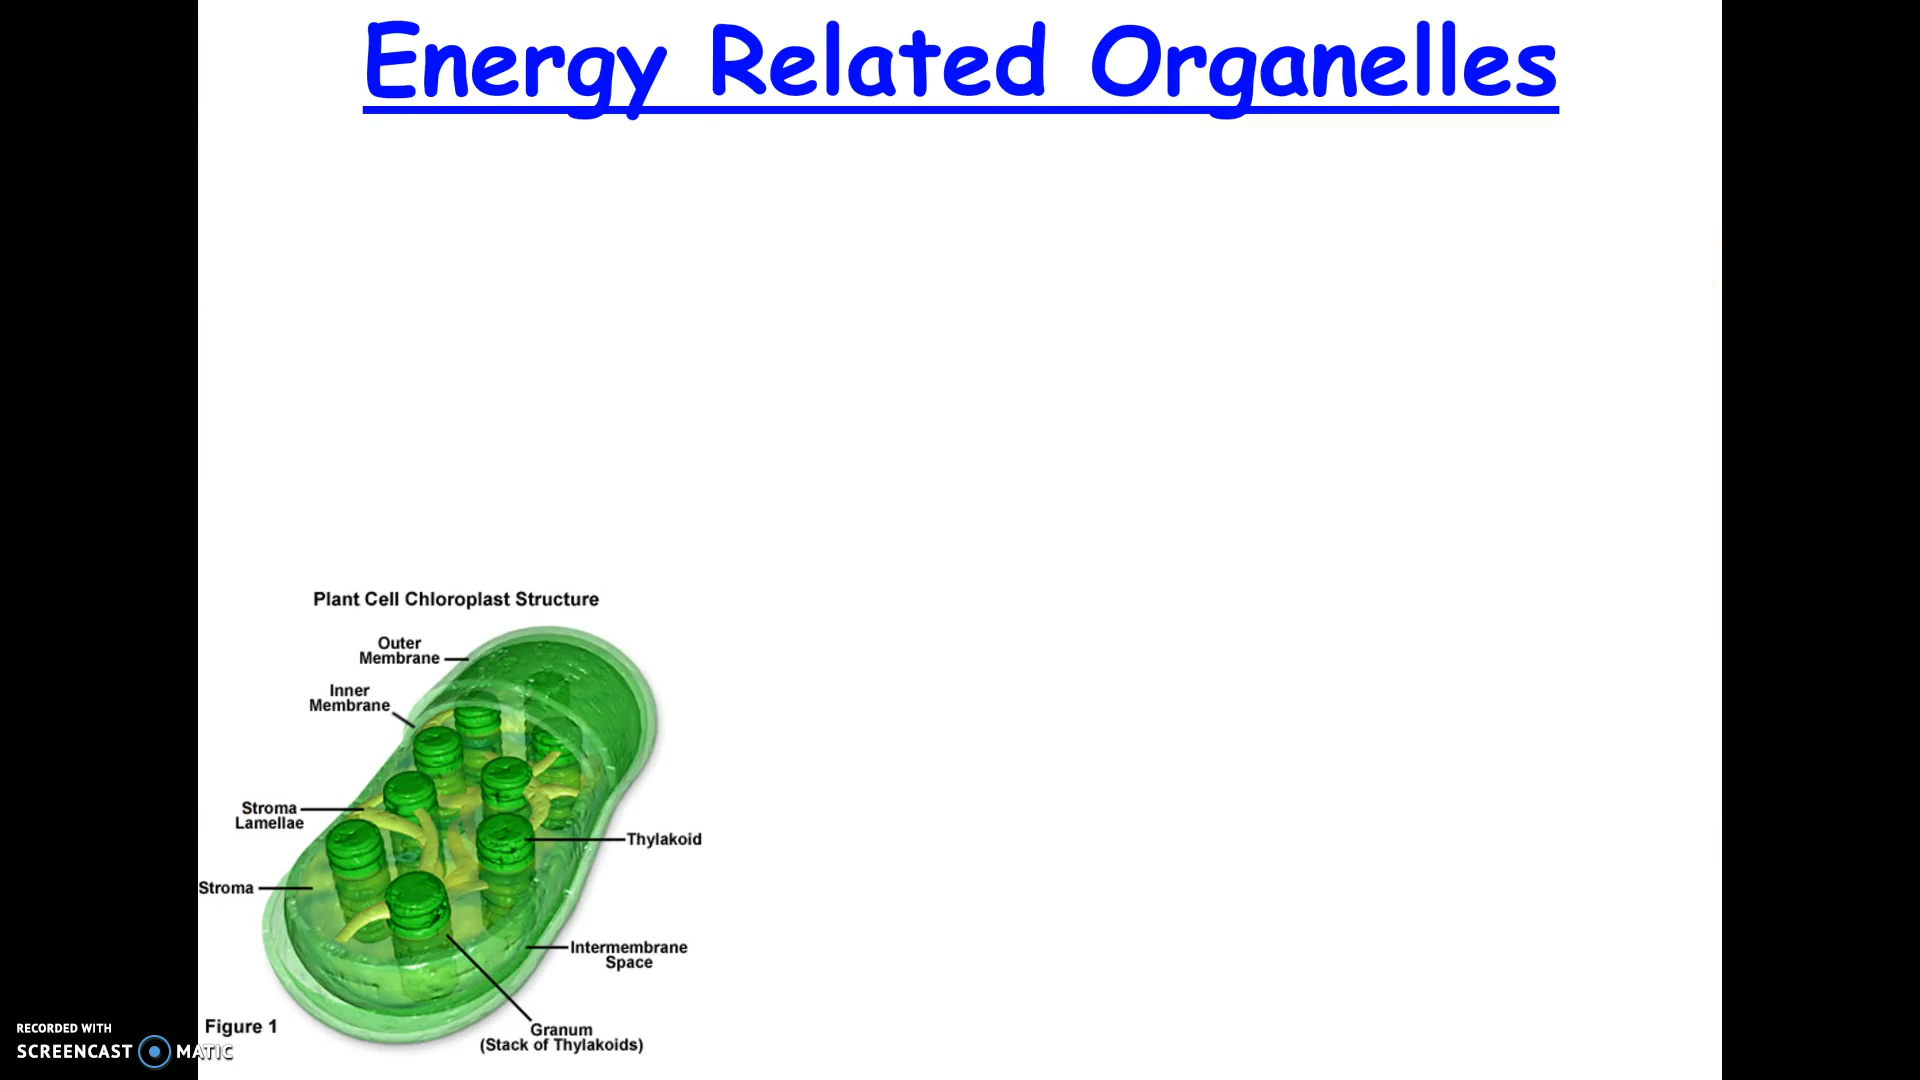 Energy Related Organelles
Plant Cell Chloroplast Structure
Outer
Membrane
Inner
Membrane
Stroma
Lamellae
Thylakoid
Stroma
Intermembrane
Space
Granum
(Stack of Thylakoids)
Figure 1
RECORDED WITH
SCREENCAST MATIC